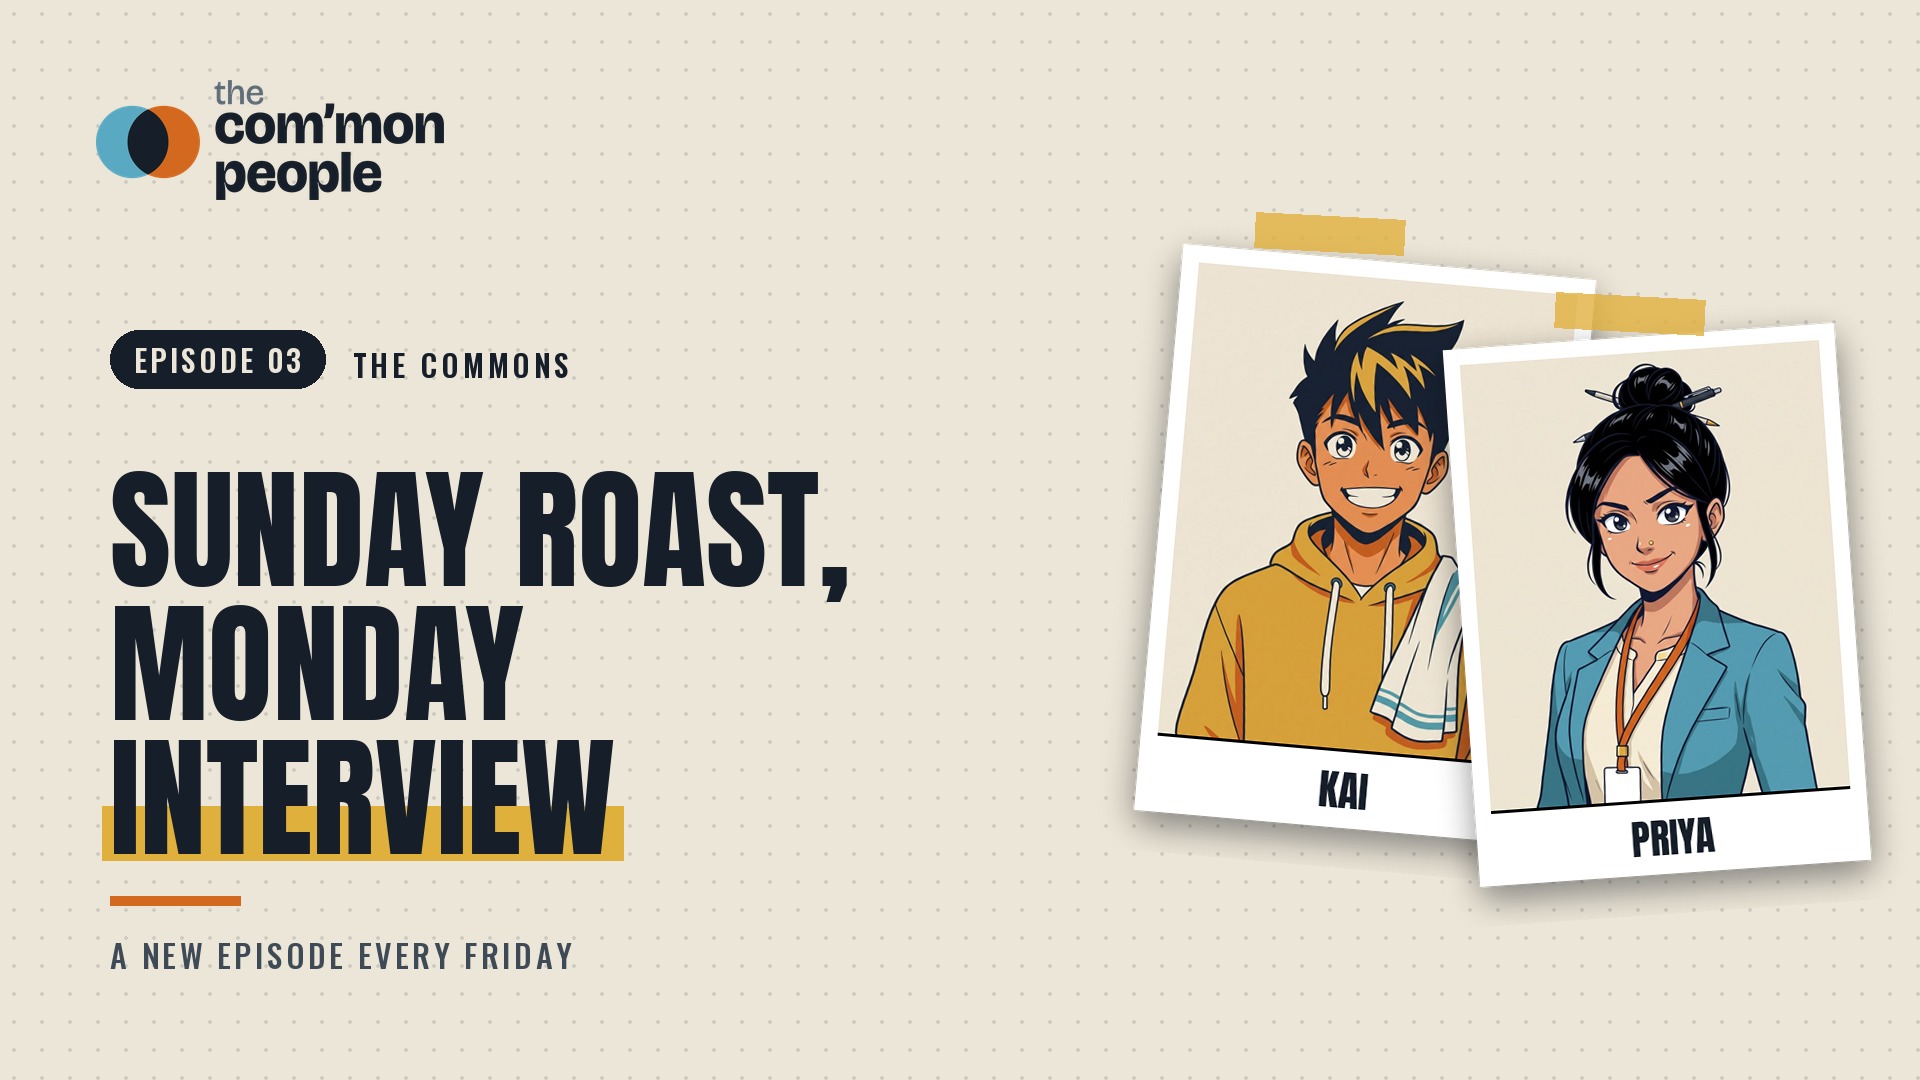 the
com'mon
people
EPISODE 03
THE COMMONS
SUNDAY ROAST,
MONDAY
INTERVIEW
A NEW EPISODE EVERY FRIDAY
KAI
PRIYA